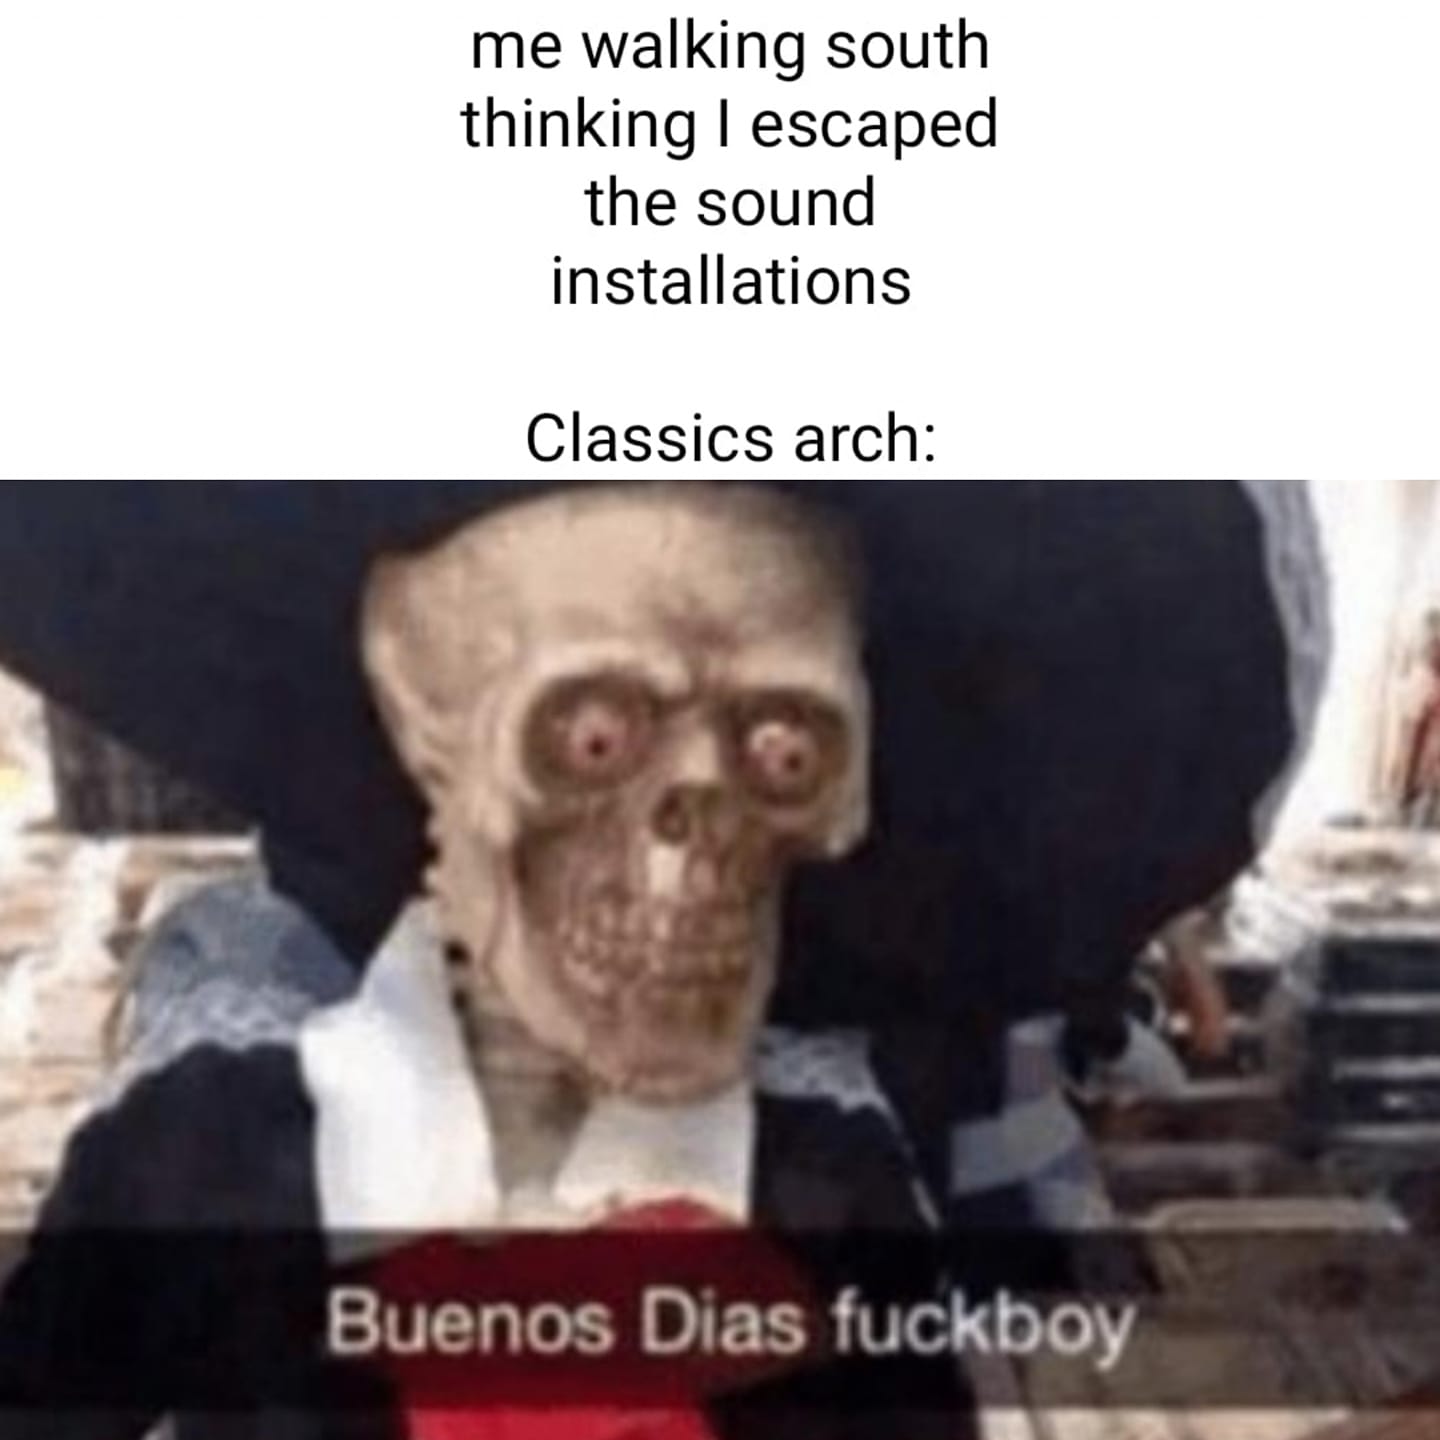 me walking south
thinking I escaped
the sound
installations
Classics arch:
Buenos Dias fuckboy